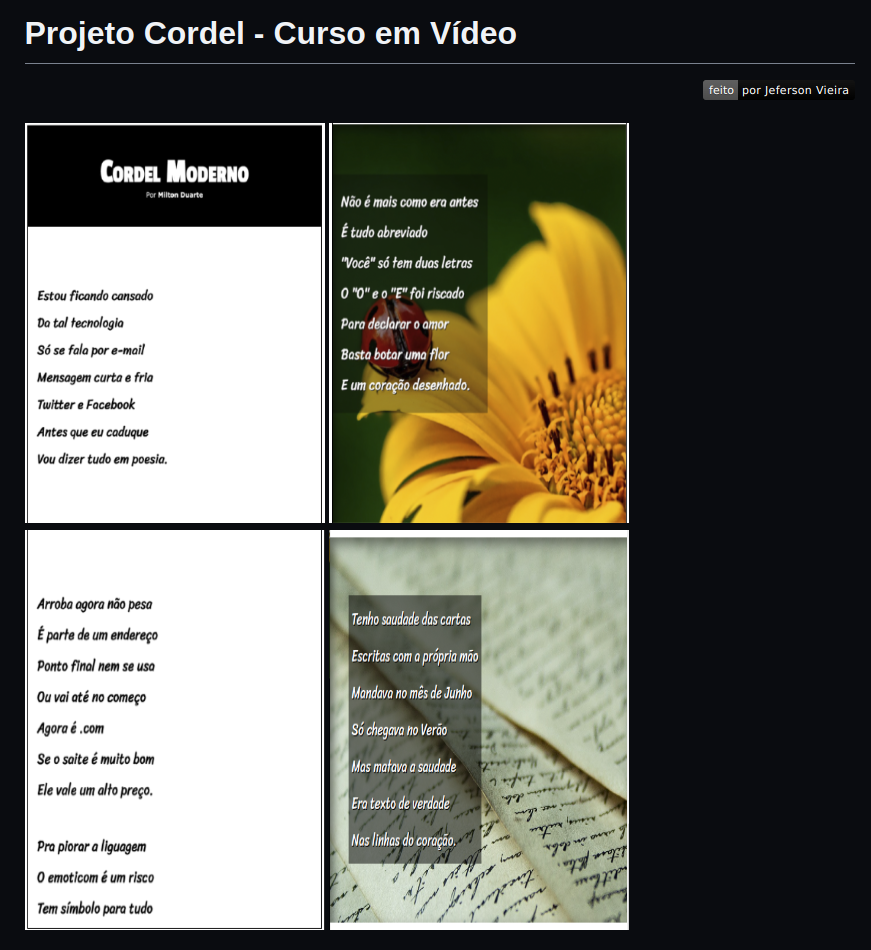 Projeto Cordel - Curso em Vídeo
feito por Jeferson Vieira
Cordel Moderno
Por Milton Duarte
Estou ficando cansado
Da tal tecnologia
Só se fala por e-mail
Mensagem curta e fria
Twitter e Facebook
Antes que eu caduque
Vou dizer tudo em poesia.
Não é mais como era antes
É tudo abreviado
"Você" só tem duas letras
O "O" e o "E" foi riscado
Para declarar o amor
Basta botar uma flor
E um coração desenhado.
Arroba agora não pesa
É parte de um endereço
Ponto final nem se usa
Ou vai até no começo
Agora é .com
Se o saite é muito bom
Ele vale um alto preço.
Pra piorar a liguagem
O emoticom é um risco
Tem símbolo para tudo
Tenho saudade das cartas
Escritas com a própria mão
Mandava no mês de Junho
Só chegava no Verão
Mas matava a saudade
Era texto de verdade
Nas linhas do coração.